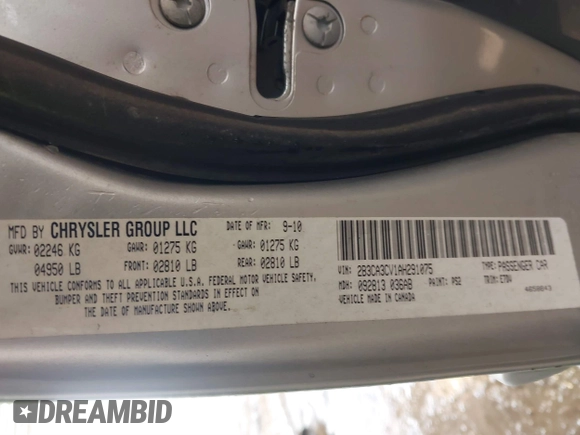 MFD BY CHRYSLER GROUP LLC DATE OF MFR: 9-10
GVWR: 02246 KG GAWR: 01275 KG GAWR: 01275 KG
04950 LB FRONT: 02810 LB REAR: 02810 LB
THIS VEHICLE CONFORMS TO ALL APPLICABLE U.S.A. FEDERAL MOTOR VEHICLE SAFETY,
BUMPER AND THEFT PREVENTION STANDARDS IN EFFECT ON
THE DATE OF MANUFACTURE SHOWN ABOVE.
VIN: 2B3CA3CV1AH291075 TYPE: PASSENGER CAR
MDH: 092813 036AB PAINT: PS2 TRIM: E7DV
MADE IN CANADA
DREAMBID